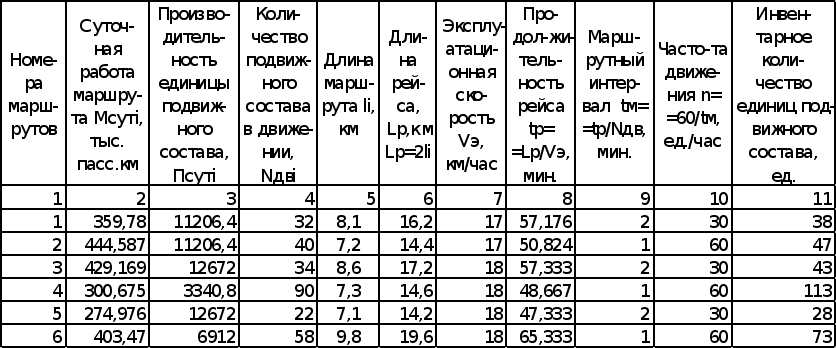 Номе-
ра
марш-
рутов
Суточ-
ная
работа
маршру-
та Мсутi,
тыс.
пасс.км
Произво-
дитель-
ность
единицы
подвиж-
ного
состава,
Псутi
Коли-
чество
подвиж-
ного
состава
в движе-
нии,
Nдвi
Длина
марш-
рута li,
км
Дли-
на
рей-
са,
Lр, км
Lр=2li
Эксплу-
атаци-
онная
ско-
рость
Vэ,
км/час
Про-
дол-жи-
тель-
ность
рейса
tр=
=Lр/Vэ,
мин.
Марш-
рутный
интер-
вал tм=
=tр/Nдв,
мин.
Часто-та
движе-
ния n=
=60/tм,
ед./час
Инвен-
тарное
коли-
чество
единиц под-
вижного
состава,
ед.
1 2 3 4 5 6 7 8 9 10 11
1 359,78 11206,4 32 8,1 16,2 17 57,176 2 30 38
2 444,587 11206,4 40 7,2 14,4 17 50,824 1 60 47
3 429,169 12672 34 8,6 17,2 18 57,333 2 30 43
4 300,675 3340,8 90 7,3 14,6 18 48,667 1 60 113
5 274,976 12672 22 7,1 14,2 18 47,333 2 30 28
6 403,47 6912 58 9,8 19,6 18 65,333 1 60 73